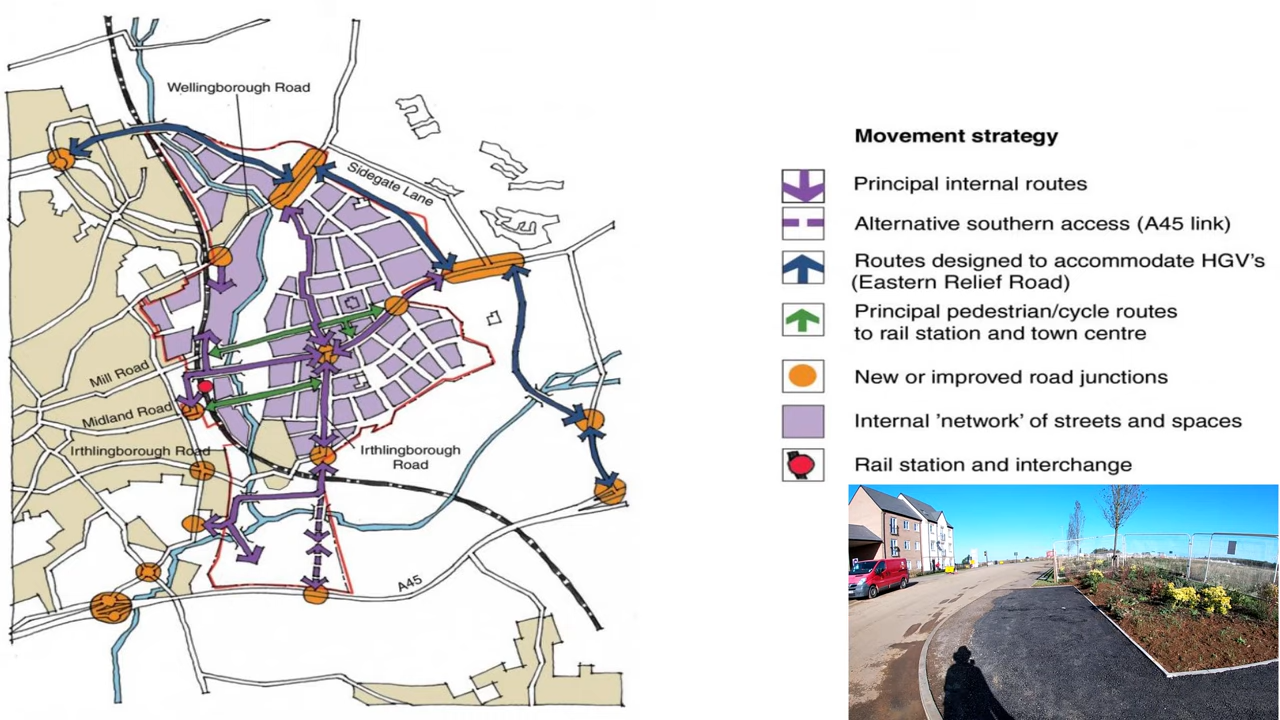 Wellingborough Road
Sidegate Lane
Mill Road
Midland Road
Irthlingborough Road
Irthlingborough
Road
A45
Movement strategy
Principal internal routes
Alternative southern access (A45 link)
Routes designed to accommodate HGV's
(Eastern Relief Road)
Principal pedestrian/cycle routes
to rail station and town centre
New or improved road junctions
Internal 'network' of streets and spaces
Rail station and interchange